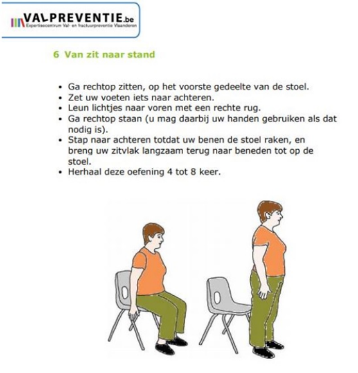 VALPREVENTIE.be
Expertisecentrum Val- en fractuurpreventie Vlaanderen
6 Van zit naar stand
• Ga rechtop zitten, op het voorste gedeelte van de stoel.
• Zet uw voeten iets naar achteren.
• Leun lichtjes naar voren met een rechte rug.
• Ga rechtop staan (u mag daarbij uw handen gebruiken als dat
nodig is).
• Stap naar achteren totdat uw benen de stoel raken, en
breng uw zitvlak langzaam terug naar beneden tot op de
stoel.
• Herhaal deze oefening 4 tot 8 keer.